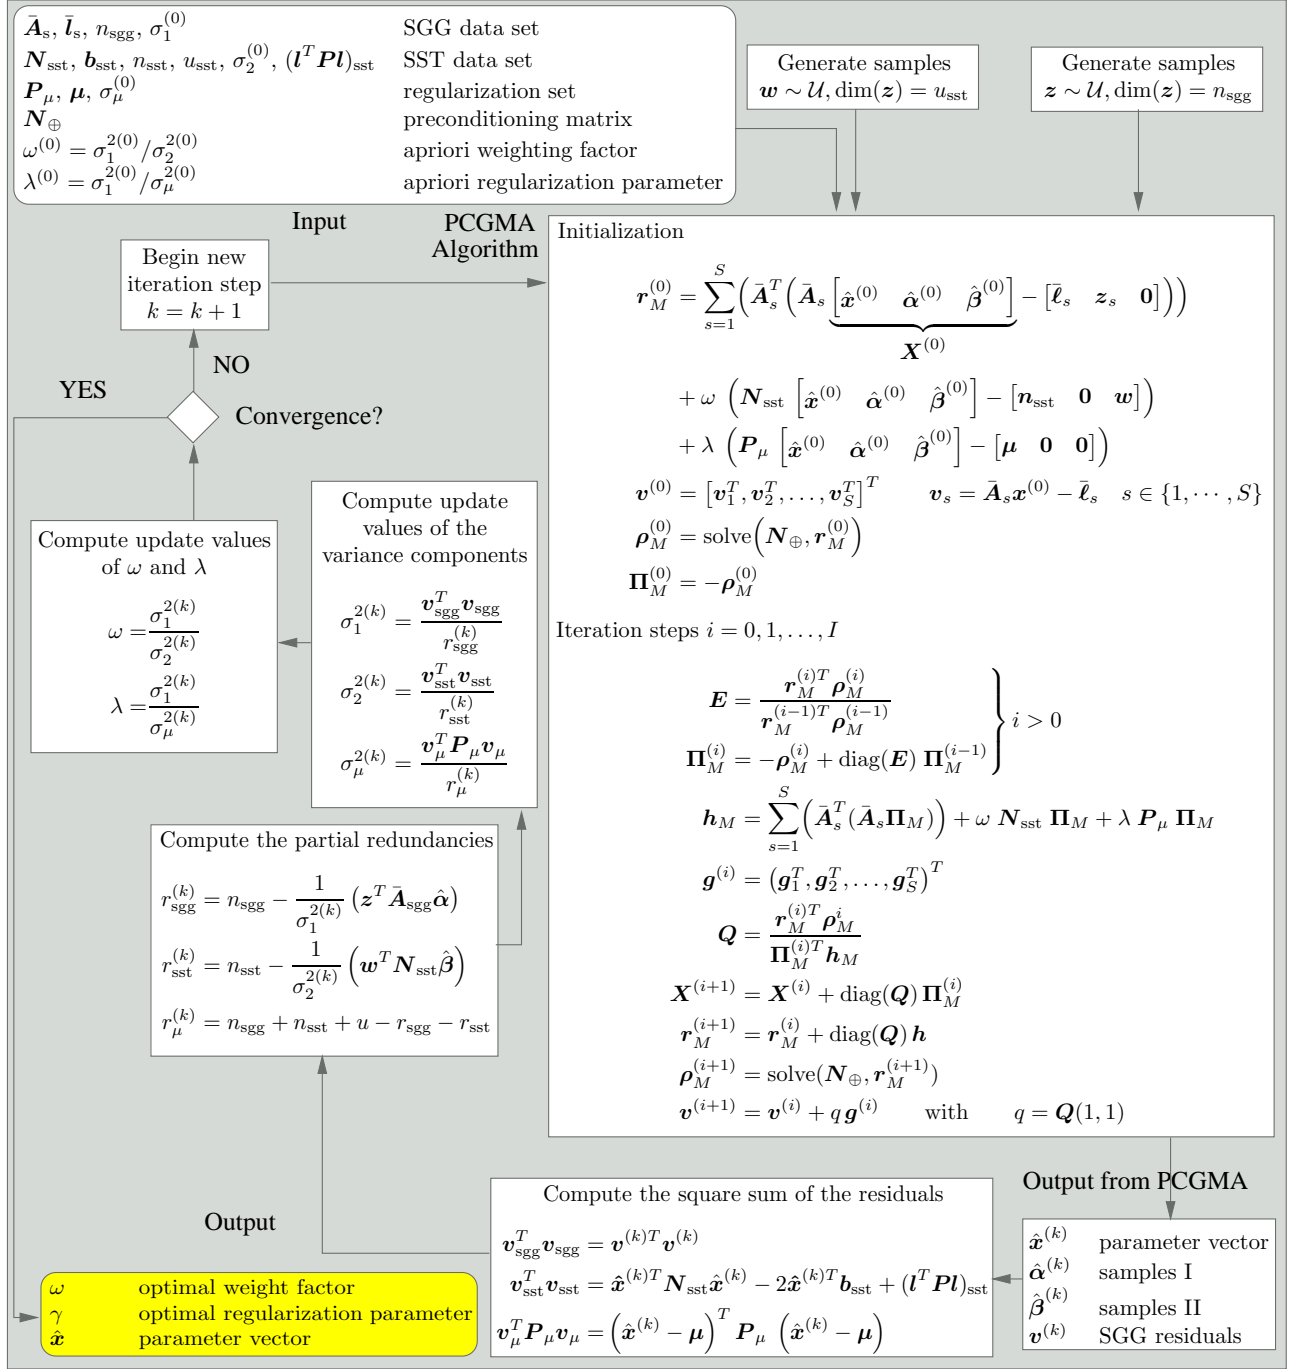 Ā_s, l̄_s, n_sgg, σ_1^(0) SGG data set
N_sst, b_sst, n_sst, u_sst, σ_2^(0), (l^T Pl)_sst SST data set
P_μ, μ, σ_μ^(0) regularization set
N_⊕ preconditioning matrix
ω^(0) = σ_1^2(0)/σ_2^2(0) apriori weighting factor
λ^(0) = σ_1^2(0)/σ_μ^2(0) apriori regularization parameter
Generate samples
w ∼ U, dim(z) = u_sst
Generate samples
z ∼ U, dim(z) = n_sgg
Input
PCGMA
Algorithm
Begin new
iteration step
k = k + 1
NO
YES
Convergence?
Initialization
r_M^(0) = ∑_{s=1}^{S} (Ā_s^T (Ā_s [x̂^(0) α̂^(0) β̂^(0)] − [ℓ̄_s z_s 0]))
X^(0)
+ ω (N_sst [x̂^(0) α̂^(0) β̂^(0)] − [n_sst 0 w])
+ λ (P_μ [x̂^(0) α̂^(0) β̂^(0)] − [μ 0 0])
v^(0) = [v_1^T, v_2^T, . . . , v_S^T]^T v_s = Ā_s x^(0) − ℓ̄_s s ∈ {1, ⋯ , S}
ρ_M^(0) = solve(N_⊕, r_M^(0))
Π_M^(0) = −ρ_M^(0)
Iteration steps i = 0, 1, . . . , I
E = r_M^(i)T ρ_M^(i) / r_M^(i−1)T ρ_M^(i−1)
Π_M^(i) = −ρ_M^(i) + diag(E) Π_M^(i−1) } i > 0
h_M = ∑_{s=1}^{S} (Ā_s^T (Ā_s Π_M)) + ω N_sst Π_M + λ P_μ Π_M
g^(i) = (g_1^T, g_2^T, . . . , g_S^T)^T
Q = r_M^(i)T ρ_M^i / Π_M^(i)T h_M
X^(i+1) = X^(i) + diag(Q) Π_M^(i)
r_M^(i+1) = r_M^(i) + diag(Q) h
ρ_M^(i+1) = solve(N_⊕, r_M^(i+1))
v^(i+1) = v^(i) + q g^(i) with q = Q(1, 1)
Compute update values
of ω and λ
ω = σ_1^2(k) / σ_2^2(k)
λ = σ_1^2(k) / σ_μ^2(k)
Compute update
values of the
variance components
σ_1^2(k) = v_sgg^T v_sgg / r_sgg^(k)
σ_2^2(k) = v_sst^T v_sst / r_sst^(k)
σ_μ^2(k) = v_μ^T P_μ v_μ / r_μ^(k)
Compute the partial redundancies
r_sgg^(k) = n_sgg − 1/σ_1^2(k) (z^T Ā_sgg α̂)
r_sst^(k) = n_sst − 1/σ_2^2(k) (w^T N_sst β̂)
r_μ^(k) = n_sgg + n_sst + u − r_sgg − r_sst
Output from PCGMA
x̂^(k) parameter vector
α̂^(k) samples I
β̂^(k) samples II
v^(k) SGG residuals
Compute the square sum of the residuals
v_sgg^T v_sgg = v^(k)T v^(k)
v_sst^T v_sst = x̂^(k)T N_sst x̂^(k) − 2x̂^(k)T b_sst + (l^T Pl)_sst
v_μ^T P_μ v_μ = (x̂^(k) − μ)^T P_μ (x̂^(k) − μ)
Output
ω optimal weight factor
γ optimal regularization parameter
x̂ parameter vector